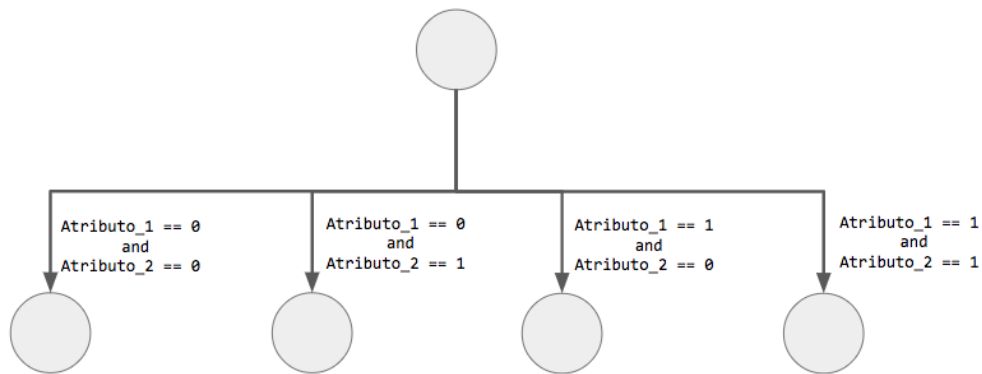 Atributo_1 == 0
and
Atributo_2 == 0
Atributo_1 == 0
and
Atributo_2 == 1
Atributo_1 == 1
and
Atributo_2 == 0
Atributo_1 == 1
and
Atributo_2 == 1